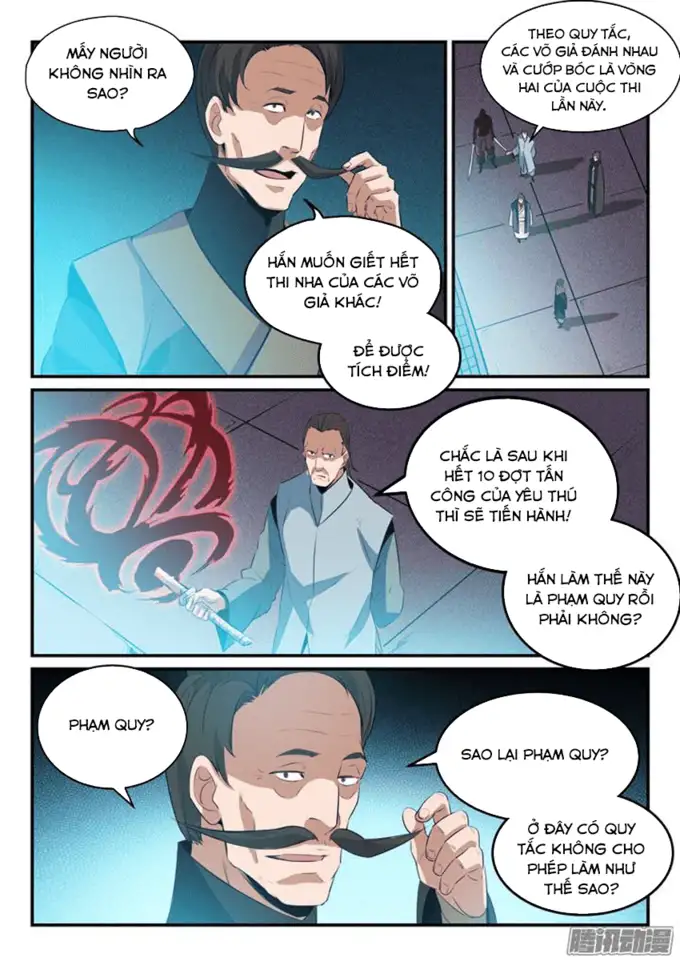 MẤY NGƯỜI
KHÔNG NHÌN RA
SAO?
HẮN MUỐN GIẾT HẾT
THI NHA CỦA CÁC VÕ
GIẢ KHÁC!
ĐỂ ĐƯỢC
TÍCH ĐIỂM!
THEO QUY TẮC,
CÁC VÕ GIẢ ĐÁNH NHAU
VÀ CƯỚP BÓC LÀ VÒNG
HAI CỦA CUỘC THI
LẦN NÀY.
CHẮC LÀ SAU KHI
HẾT 10 ĐỢT TẤN
CÔNG CỦA YÊU THÚ
THÌ SẼ TIẾN HÀNH!
HẮN LÀM THẾ NÀY
LÀ PHẠM QUY RỒI
PHẢI KHÔNG?
PHẠM QUY?
SAO LẠI PHẠM QUY?
Ở ĐÂY CÓ QUY
TẮC KHÔNG CHO
PHÉP LÀM NHƯ
THẾ SAO?
腾讯动漫